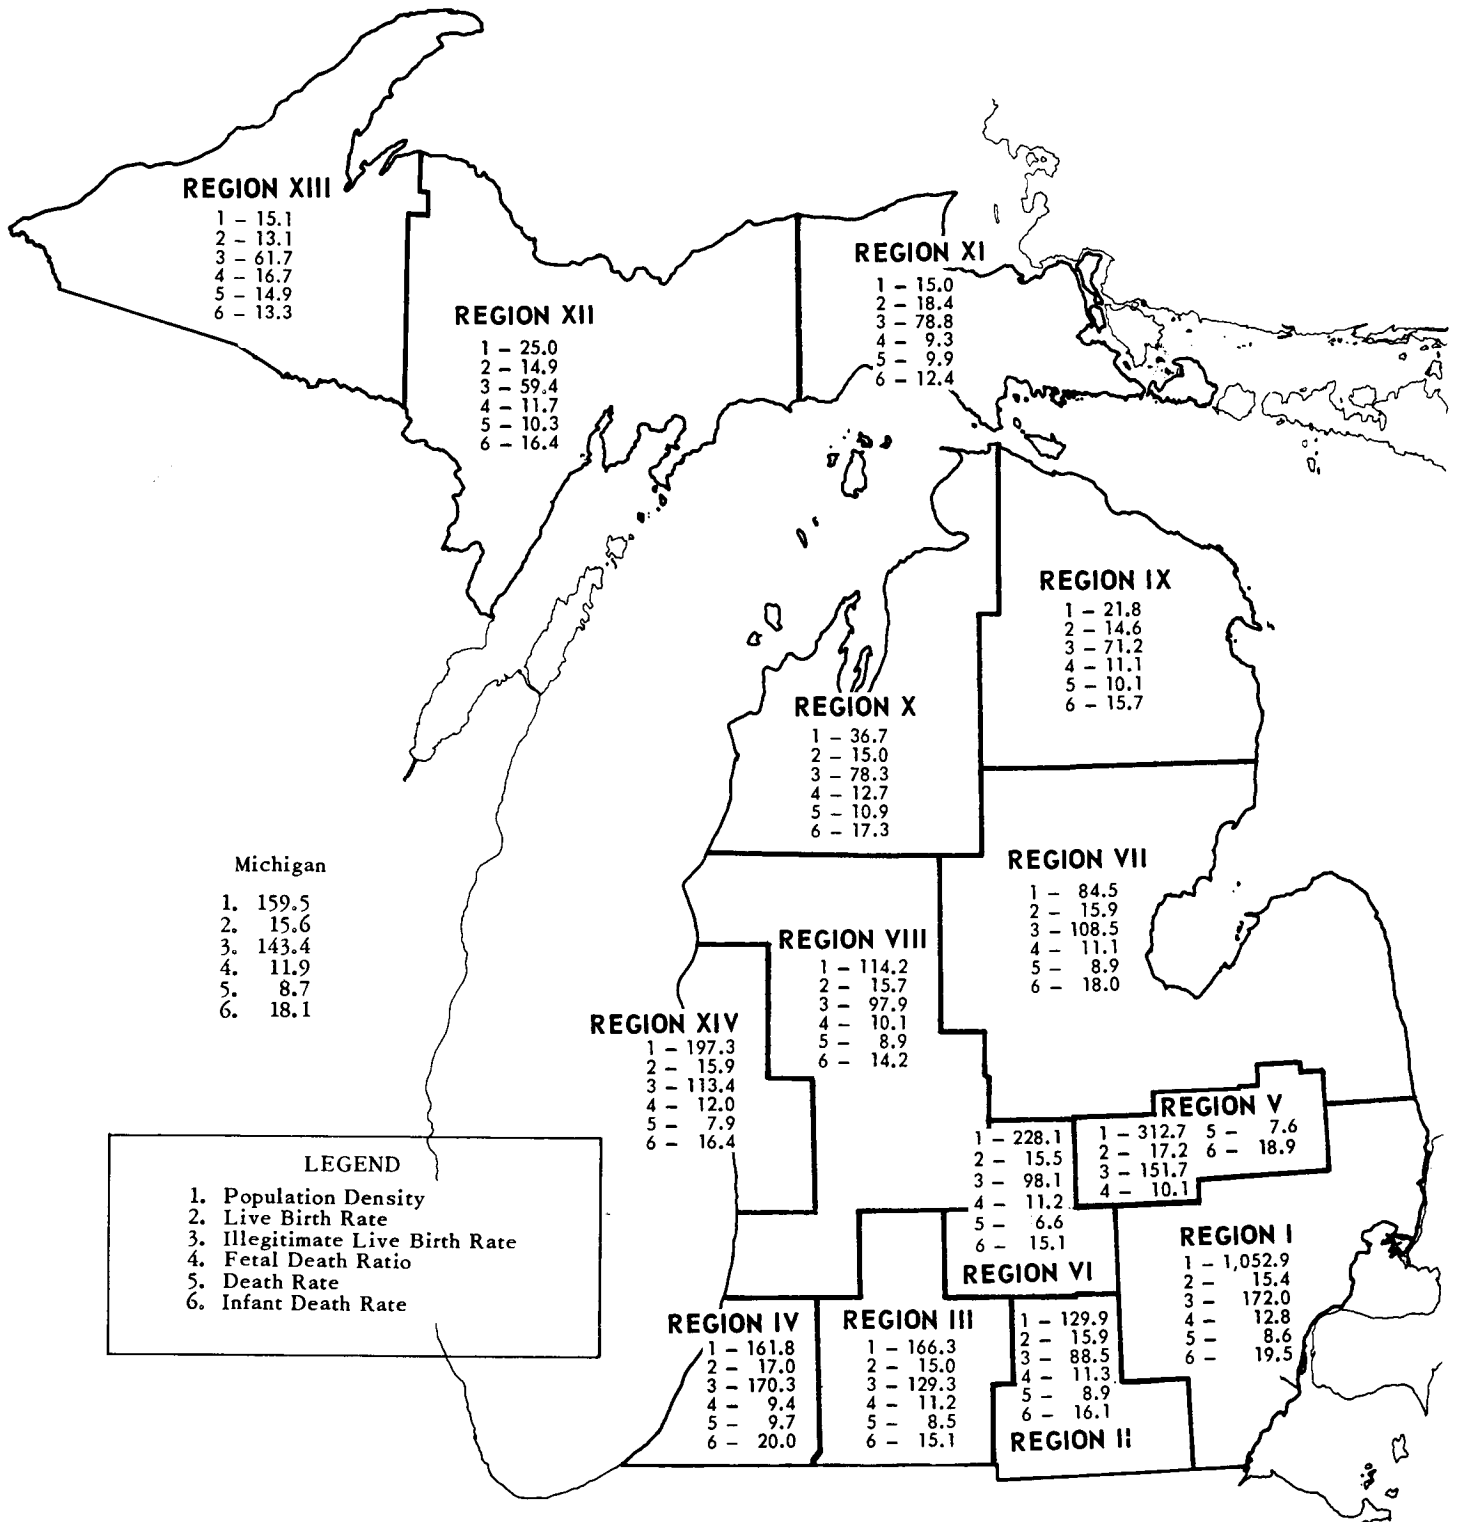 REGION XIII
1 – 15.1
2 – 13.1
3 – 61.7
4 – 16.7
5 – 14.9
6 – 13.3
REGION XII
1 – 25.0
2 – 14.9
3 – 59.4
4 – 11.7
5 – 10.3
6 – 16.4
REGION XI
1 – 15.0
2 – 18.4
3 – 78.8
4 – 9.3
5 – 9.9
6 – 12.4
REGION IX
1 – 21.8
2 – 14.6
3 – 71.2
4 – 11.1
5 – 10.1
6 – 15.7
REGION X
1 – 36.7
2 – 15.0
3 – 78.3
4 – 12.7
5 – 10.9
6 – 17.3
REGION VII
1 – 84.5
2 – 15.9
3 – 108.5
4 – 11.1
5 – 8.9
6 – 18.0
Michigan
1. 159.5
2. 15.6
3. 143.4
4. 11.9
5. 8.7
6. 18.1
REGION VIII
1 – 114.2
2 – 15.7
3 – 97.9
4 – 10.1
5 – 8.9
6 – 14.2
REGION XIV
1 – 197.3
2 – 15.9
3 – 113.4
4 – 12.0
5 – 7.9
6 – 16.4
REGION V
1 – 312.7 5 – 7.6
2 – 17.2 6 – 18.9
3 – 151.7
4 – 10.1
1 – 228.1
2 – 15.5
3 – 98.1
4 – 11.2
5 – 6.6
6 – 15.1
REGION VI
LEGEND
1. Population Density
2. Live Birth Rate
3. Illegitimate Live Birth Rate
4. Fetal Death Ratio
5. Death Rate
6. Infant Death Rate
REGION I
1 – 1,052.9
2 – 15.4
3 – 172.0
4 – 12.8
5 – 8.6
6 – 19.5
REGION IV
1 – 161.8
2 – 17.0
3 – 170.3
4 – 9.4
5 – 9.7
6 – 20.0
REGION III
1 – 166.3
2 – 15.0
3 – 129.3
4 – 11.2
5 – 8.5
6 – 15.1
1 – 129.9
2 – 15.9
3 – 88.5
4 – 11.3
5 – 8.9
6 – 16.1
REGION II